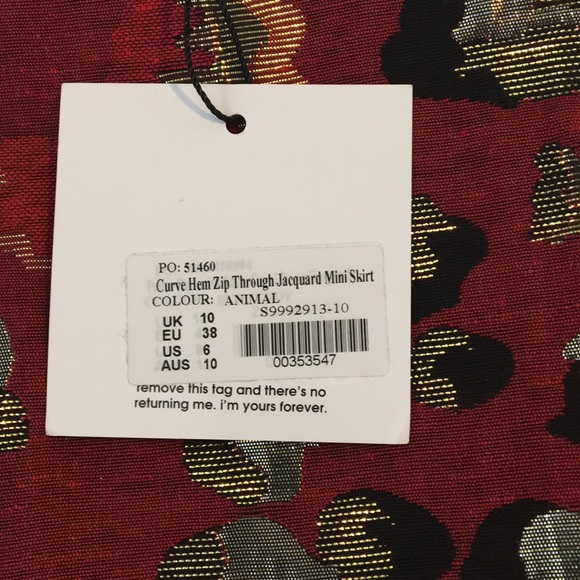 PO: 51460
Curve Hem Zip Through Jacquard Mini Skirt
COLOUR: ANIMAL
S9992913-10
UK 10
EU 38
US 6
AUS 10
00353547
remove this tag and there's no
returning me. i'm yours forever.